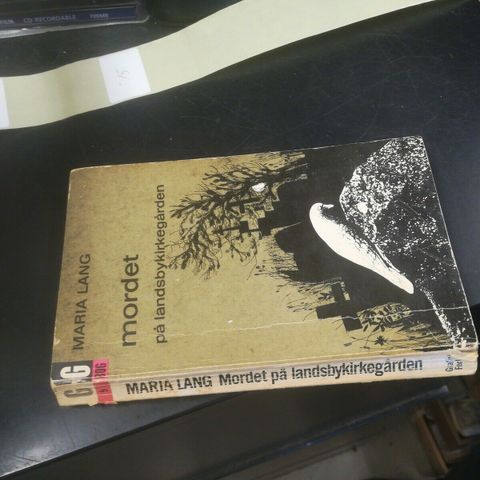 MARIA LANG
mordet
på landsbykirkegården
MARIA LANG Mordet på landsbykirkegården
CD-RECORDABLE